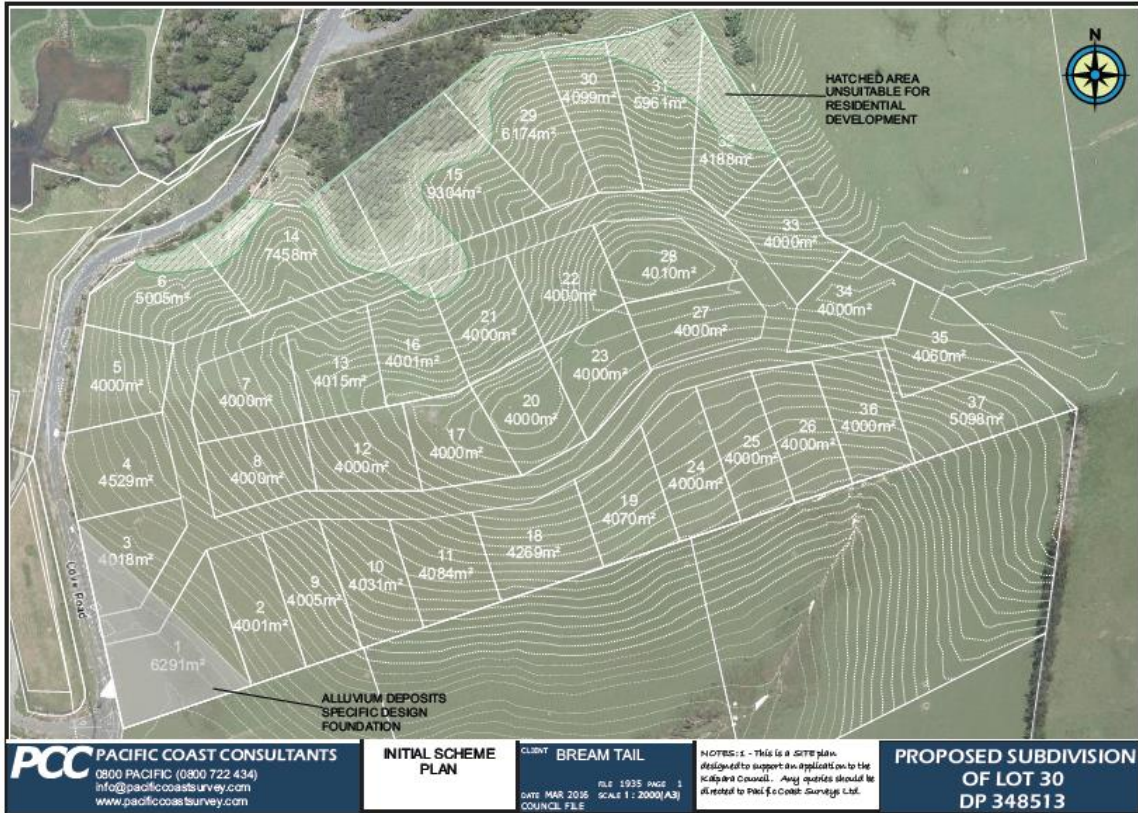 N
HATCHED AREA
UNSUITABLE FOR
RESIDENTIAL
DEVELOPMENT
30
4099m²
31
5961m²
29
6174m²
32
4188m²
15
9304m²
14
7458m²
33
4000m²
6
5005m²
28
4010m²
22
4000m²
34
4000m²
21
4000m²
27
4000m²
16
4001m²
35
4060m²
13
4015m²
5
4000m²
7
4000m²
23
4000m²
20
4000m²
37
5098m²
36
4000m²
26
4000m²
25
4000m²
24
4000m²
17
4000m²
12
4000m²
8
4000m²
4
4529m²
19
4070m²
18
4269m²
3
4018m²
11
4084m²
10
4031m²
9
4005m²
2
4001m²
Cove Road
1
6291m²
ALLUVIUM DEPOSITS
SPECIFIC DESIGN
FOUNDATION
PCC PACIFIC COAST CONSULTANTS
0800 PACIFIC (0800 722 434)
info@pacificcoastsurvey.com
www.pacificcoastsurvey.com
INITIAL SCHEME
PLAN
CLIENT BREAM TAIL
FILE 1935 PAGE 1
DATE MAR 2016 SCALE 1 : 2000(A3)
COUNCIL FILE
NOTES: 1 - This is a SITE plan
designed to support an application to the
Kaipara Council. Any queries should be
directed to Pacific Coast Surveys Ltd.
PROPOSED SUBDIVISION
OF LOT 30
DP 348513